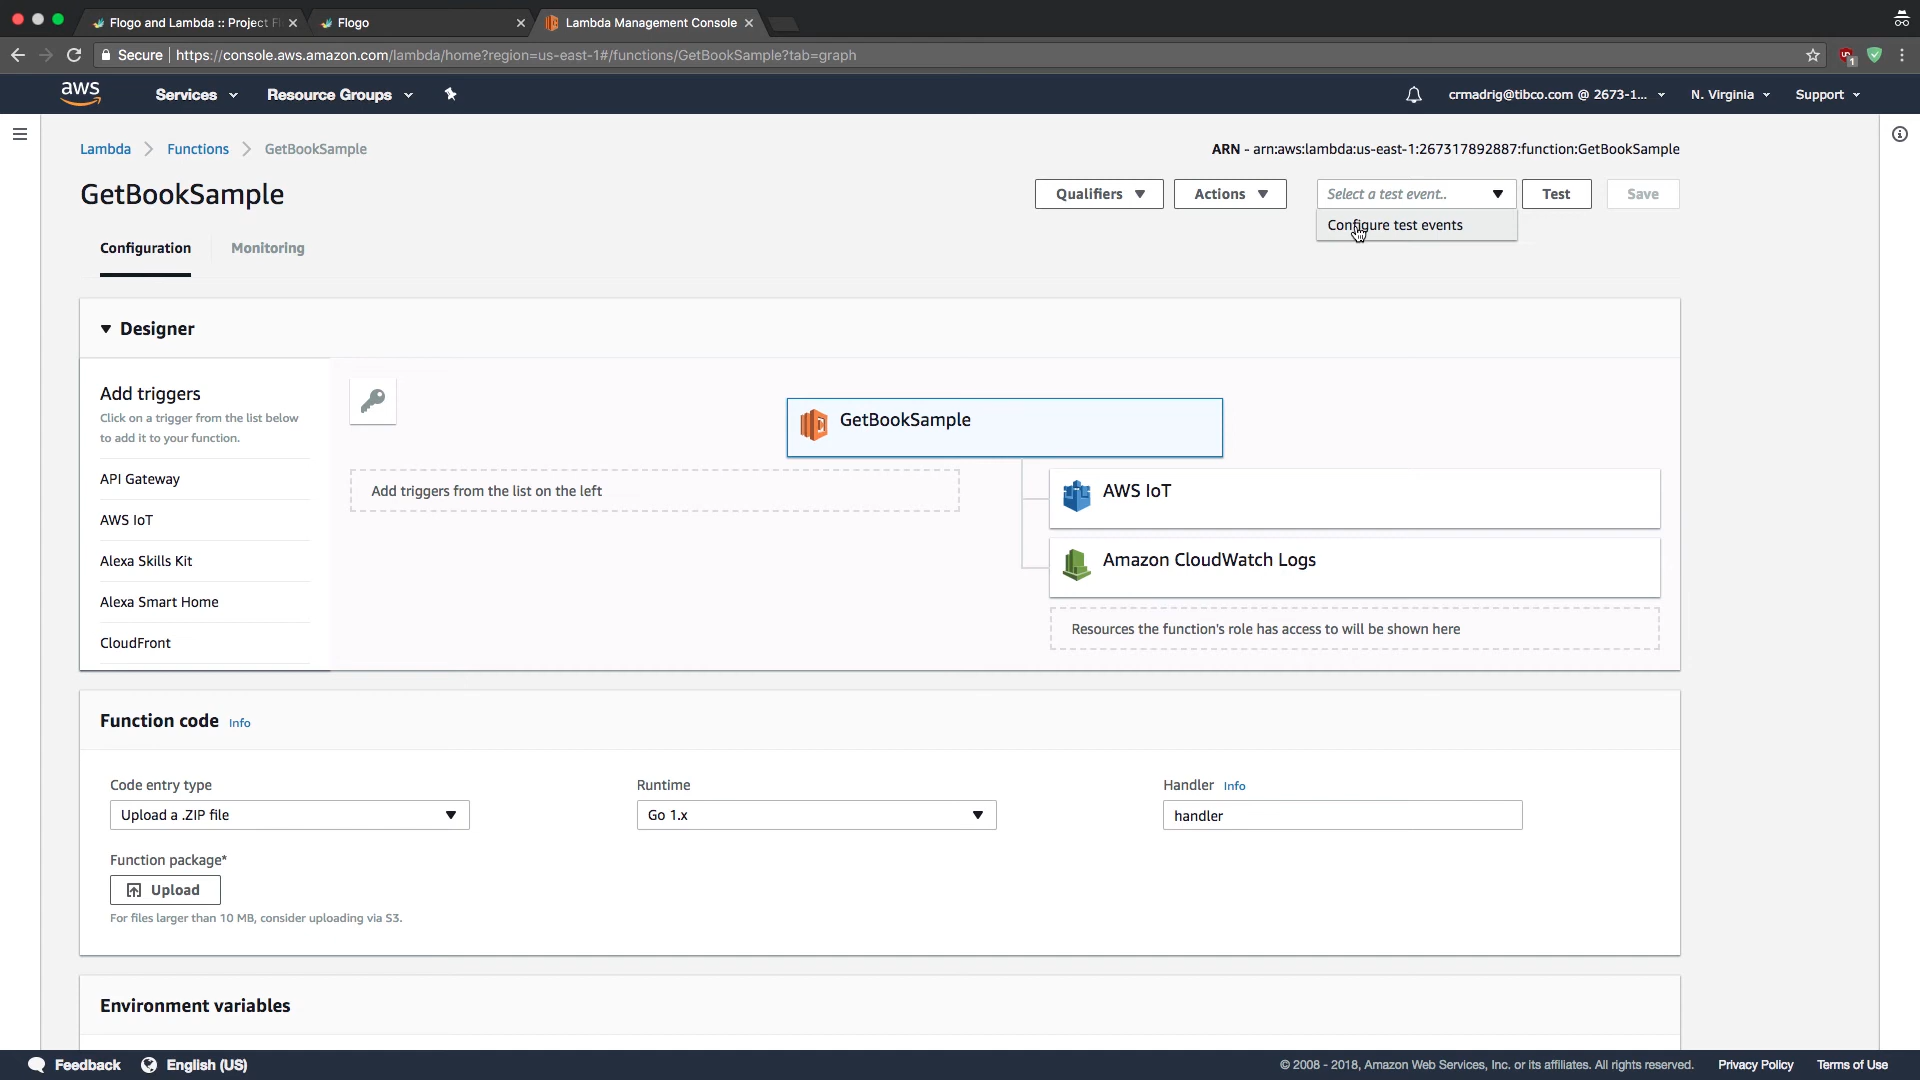 Flogo and Lambda :: Project Fl
Flogo
Lambda Management Console
Secure
https://console.aws.amazon.com/lambda/home?region=us-east-1#/functions/GetBookSample?tab=graph
1
aws
Services
Resource Groups
crmadrig@tibco.com @ 2673-1...
N. Virginia
Support
Lambda
Functions
GetBookSample
ARN - arn:aws:lambda:us-east-1:267317892887:function:GetBookSample
GetBookSample
Qualifiers
Actions
Select a test event..
Test
Save
Configure test events
Configuration
Monitoring
Designer
Add triggers
Click on a trigger from the list below
to add it to your function.
API Gateway
AWS IoT
Alexa Skills Kit
Alexa Smart Home
CloudFront
GetBookSample
Add triggers from the list on the left
AWS IoT
Amazon CloudWatch Logs
Resources the function's role has access to will be shown here
Function code Info
Code entry type
Upload a .ZIP file
Runtime
Go 1.x
Handler Info
handler
Function package*
Upload
For files larger than 10 MB, consider uploading via S3.
Environment variables
Feedback
English (US)
© 2008 - 2018, Amazon Web Services, Inc. or its affiliates. All rights reserved.
Privacy Policy
Terms of Use